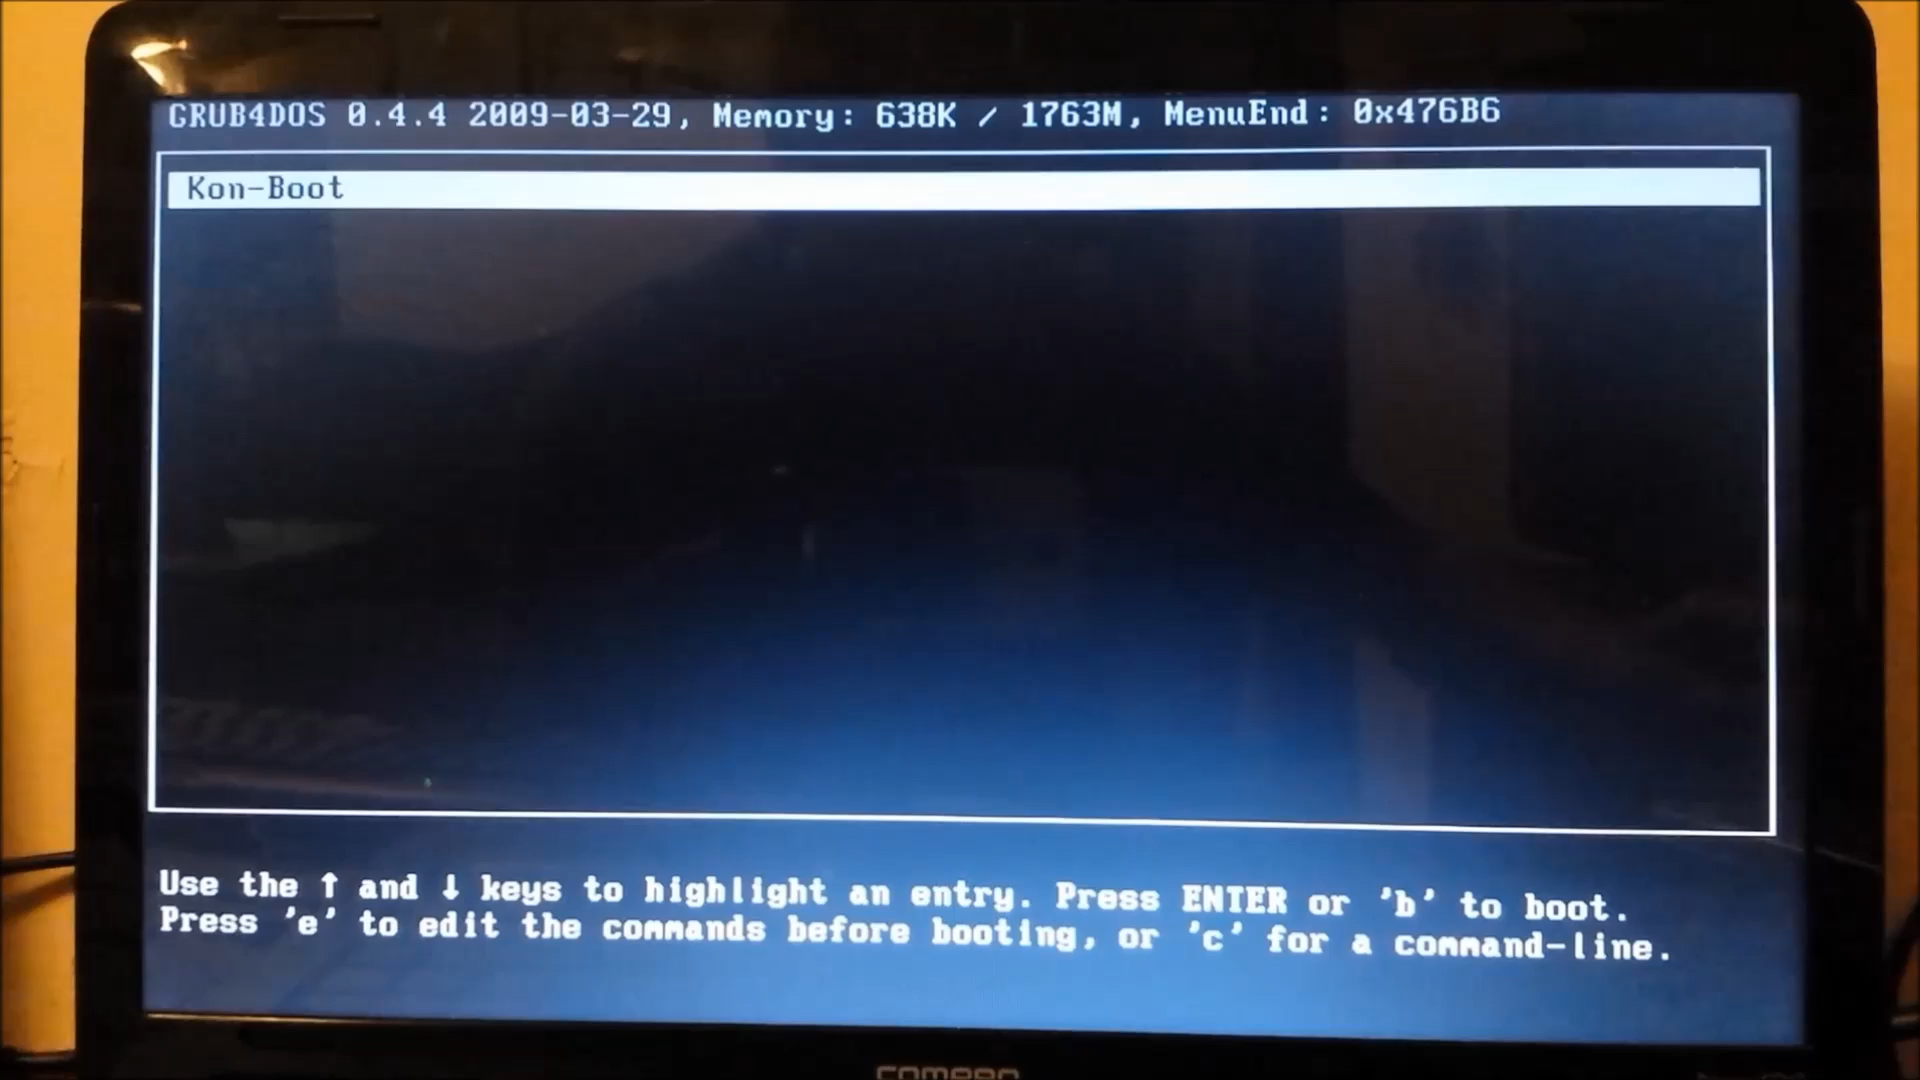 GRUB4DOS 0.4.4 2009-03-29, Memory: 638K / 1763M, MenuEnd: 0x476B6
Kon-Boot
Use the ↑ and ↓ keys to highlight an entry. Press ENTER or 'b' to boot.
Press 'e' to edit the commands before booting, or 'c' for a command-line.